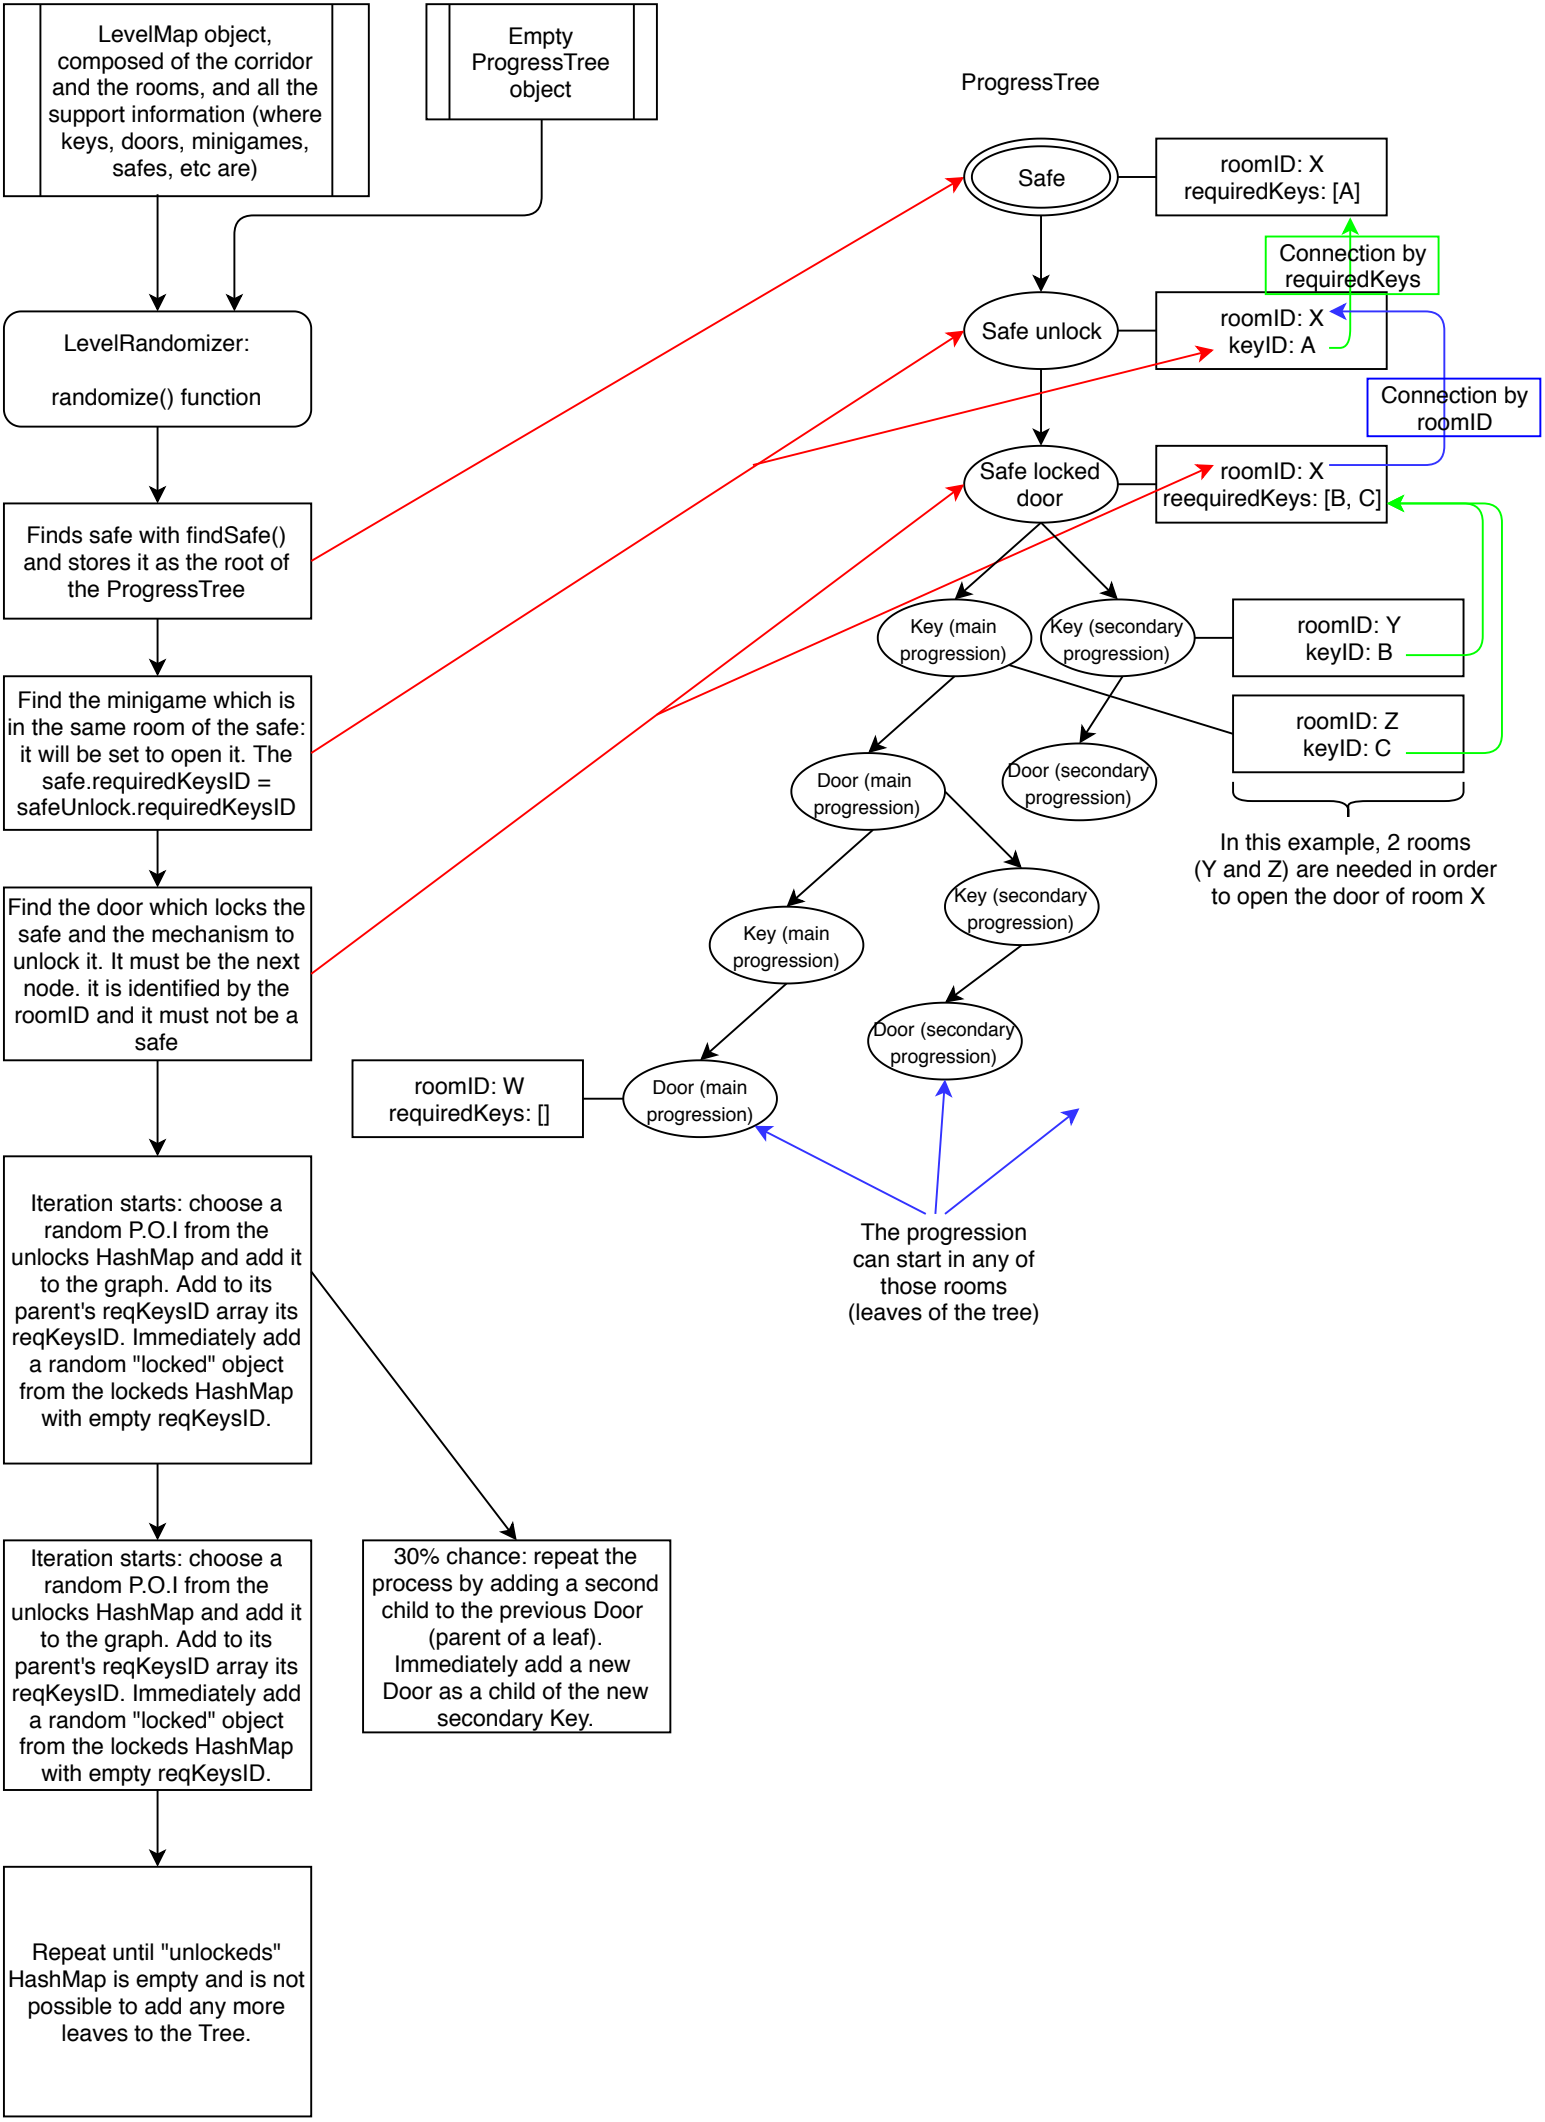 LevelMap object,
composed of the corridor
and the rooms, and all the
support information (where
keys, doors, minigames,
safes, etc are)
Empty
ProgressTree
object
LevelRandomizer:
randomize() function
Finds safe with findSafe()
and stores it as the root of
the ProgressTree
Find the minigame which is
in the same room of the safe:
it will be set to open it. The
safe.requiredKeysID =
safeUnlock.requiredKeysID
Find the door which locks the
safe and the mechanism to
unlock it. It must be the next
node. it is identified by the
roomID and it must not be a
safe
Iteration starts: choose a
random P.O.I from the
unlocks HashMap and add it
to the graph. Add to its
parent's reqKeysID array its
reqKeysID. Immediately add
a random "locked" object
from the lockeds HashMap
with empty reqKeysID.
Iteration starts: choose a
random P.O.I from the
unlocks HashMap and add it
to the graph. Add to its
parent's reqKeysID array its
reqKeysID. Immediately add
a random "locked" object
from the lockeds HashMap
with empty reqKeysID.
30% chance: repeat the
process by adding a second
child to the previous Door
(parent of a leaf).
Immediately add a new
Door as a child of the new
secondary Key.
Repeat until "unlockeds"
HashMap is empty and is not
possible to add any more
leaves to the Tree.
ProgressTree
Safe
roomID: X
requiredKeys: [A]
Connection by
requiredKeys
Safe unlock
roomID: X
keyID: A
Connection by
roomID
Safe locked
door
roomID: X
reequiredKeys: [B, C]
Key (main
progression)
Key (secondary
progression)
roomID: Y
keyID: B
roomID: Z
keyID: C
Door (main
progression)
Door (secondary
progression)
In this example, 2 rooms
(Y and Z) are needed in order
to open the door of room X
Key (main
progression)
Key (secondary
progression)
Door (secondary
progression)
roomID: W
requiredKeys: []
Door (main
progression)
The progression
can start in any of
those rooms
(leaves of the tree)